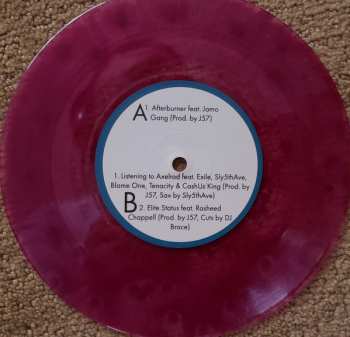 A 1. Afterburner feat. Jamo
Gang (Prod. by J57)
1. Listening to Axelrod feat. Exile, Sly5thAve,
Blame One, Tenacity & CashUs King (Prod. by
J57, Sax by Sly5thAve)
B 2. Elite Status feat. Rasheed
Chappell (Prod. by J57, Cuts by DJ
Brace)